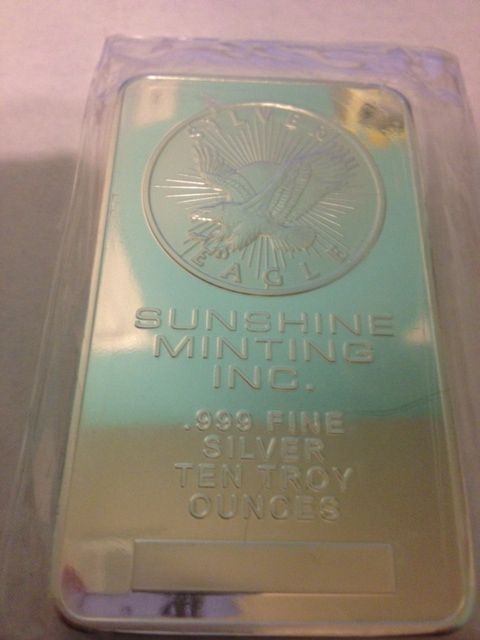 SILVER
EAGLE
SUNSHINE
MINTING
INC.
.999 FINE
SILVER
TEN TROY
OUNCES